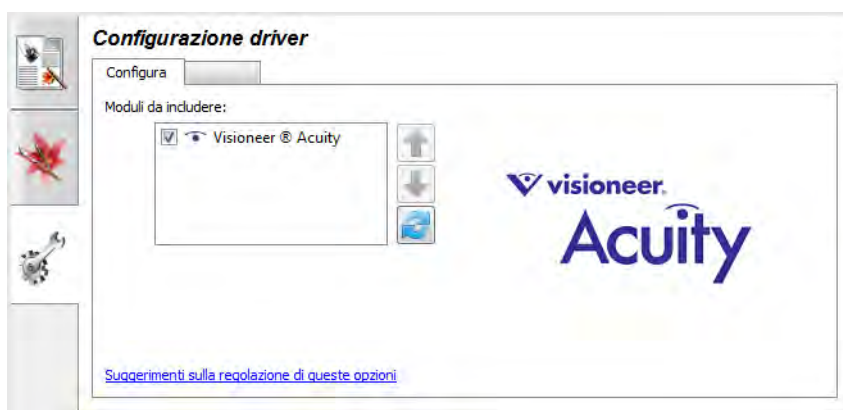 Configurazione driver
Configura
Moduli da includere:
Visioneer ® Acuity
visioneer.
Acuity
Suggerimenti sulla regolazione di queste opzioni